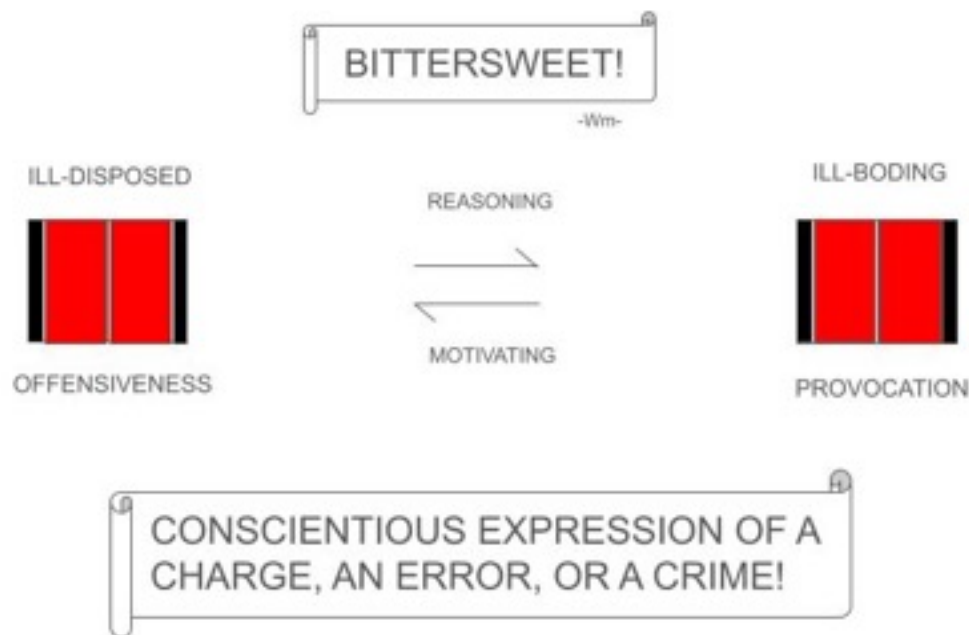 BITTERSWEET!
-Wm-
ILL-DISPOSED
ILL-BODING
REASONING
MOTIVATING
OFFENSIVENESS
PROVOCATION
CONSCIENTIOUS EXPRESSION OF A
CHARGE, AN ERROR, OR A CRIME!